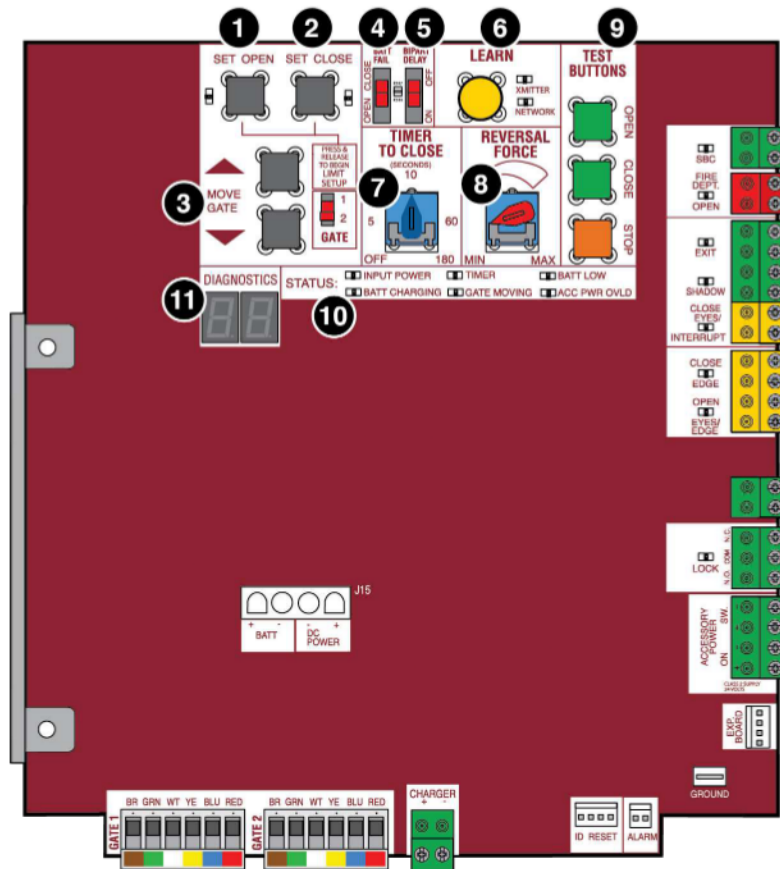 1
2
4
5
6
9
SET OPEN
SET CLOSE
BATT
FAIL
BIPART
DELAY
LEARN
TEST
BUTTONS
OPEN CLOSE
ON OFF
XMITTER
NETWORK
OPEN
CLOSE
STOP
PRESS &
RELEASE
TO BEGIN
LIMIT
SETUP
3
MOVE
GATE
1
2
GATE
TIMER
TO CLOSE
(SECONDS)
10
7
5
60
OFF
180
REVERSAL
FORCE
8
MIN
MAX
11
DIAGNOSTICS
88
STATUS:
INPUT POWER
TIMER
BATT LOW
BATT CHARGING
GATE MOVING
ACC PWR OVLD
10
SBC
FIRE
DEPT.
OPEN
EXIT
SHADOW
CLOSE
EYES/
INTERRUPT
CLOSE
EDGE
OPEN
EYES/
EDGE
N.C.
COM
N.O.
LOCK
ACCESSORY
POWER
ON SW.
- + - +
CLASS 2 SUPPLY
24 VOLTS
EXP.
BOARD
GROUND
J15
+ - - +
BATT
DC
POWER
GATE 1
BR GRN WT YE BLU RED
GATE 2
BR GRN WT YE BLU RED
CHARGER
+ -
ID RESET
ALARM